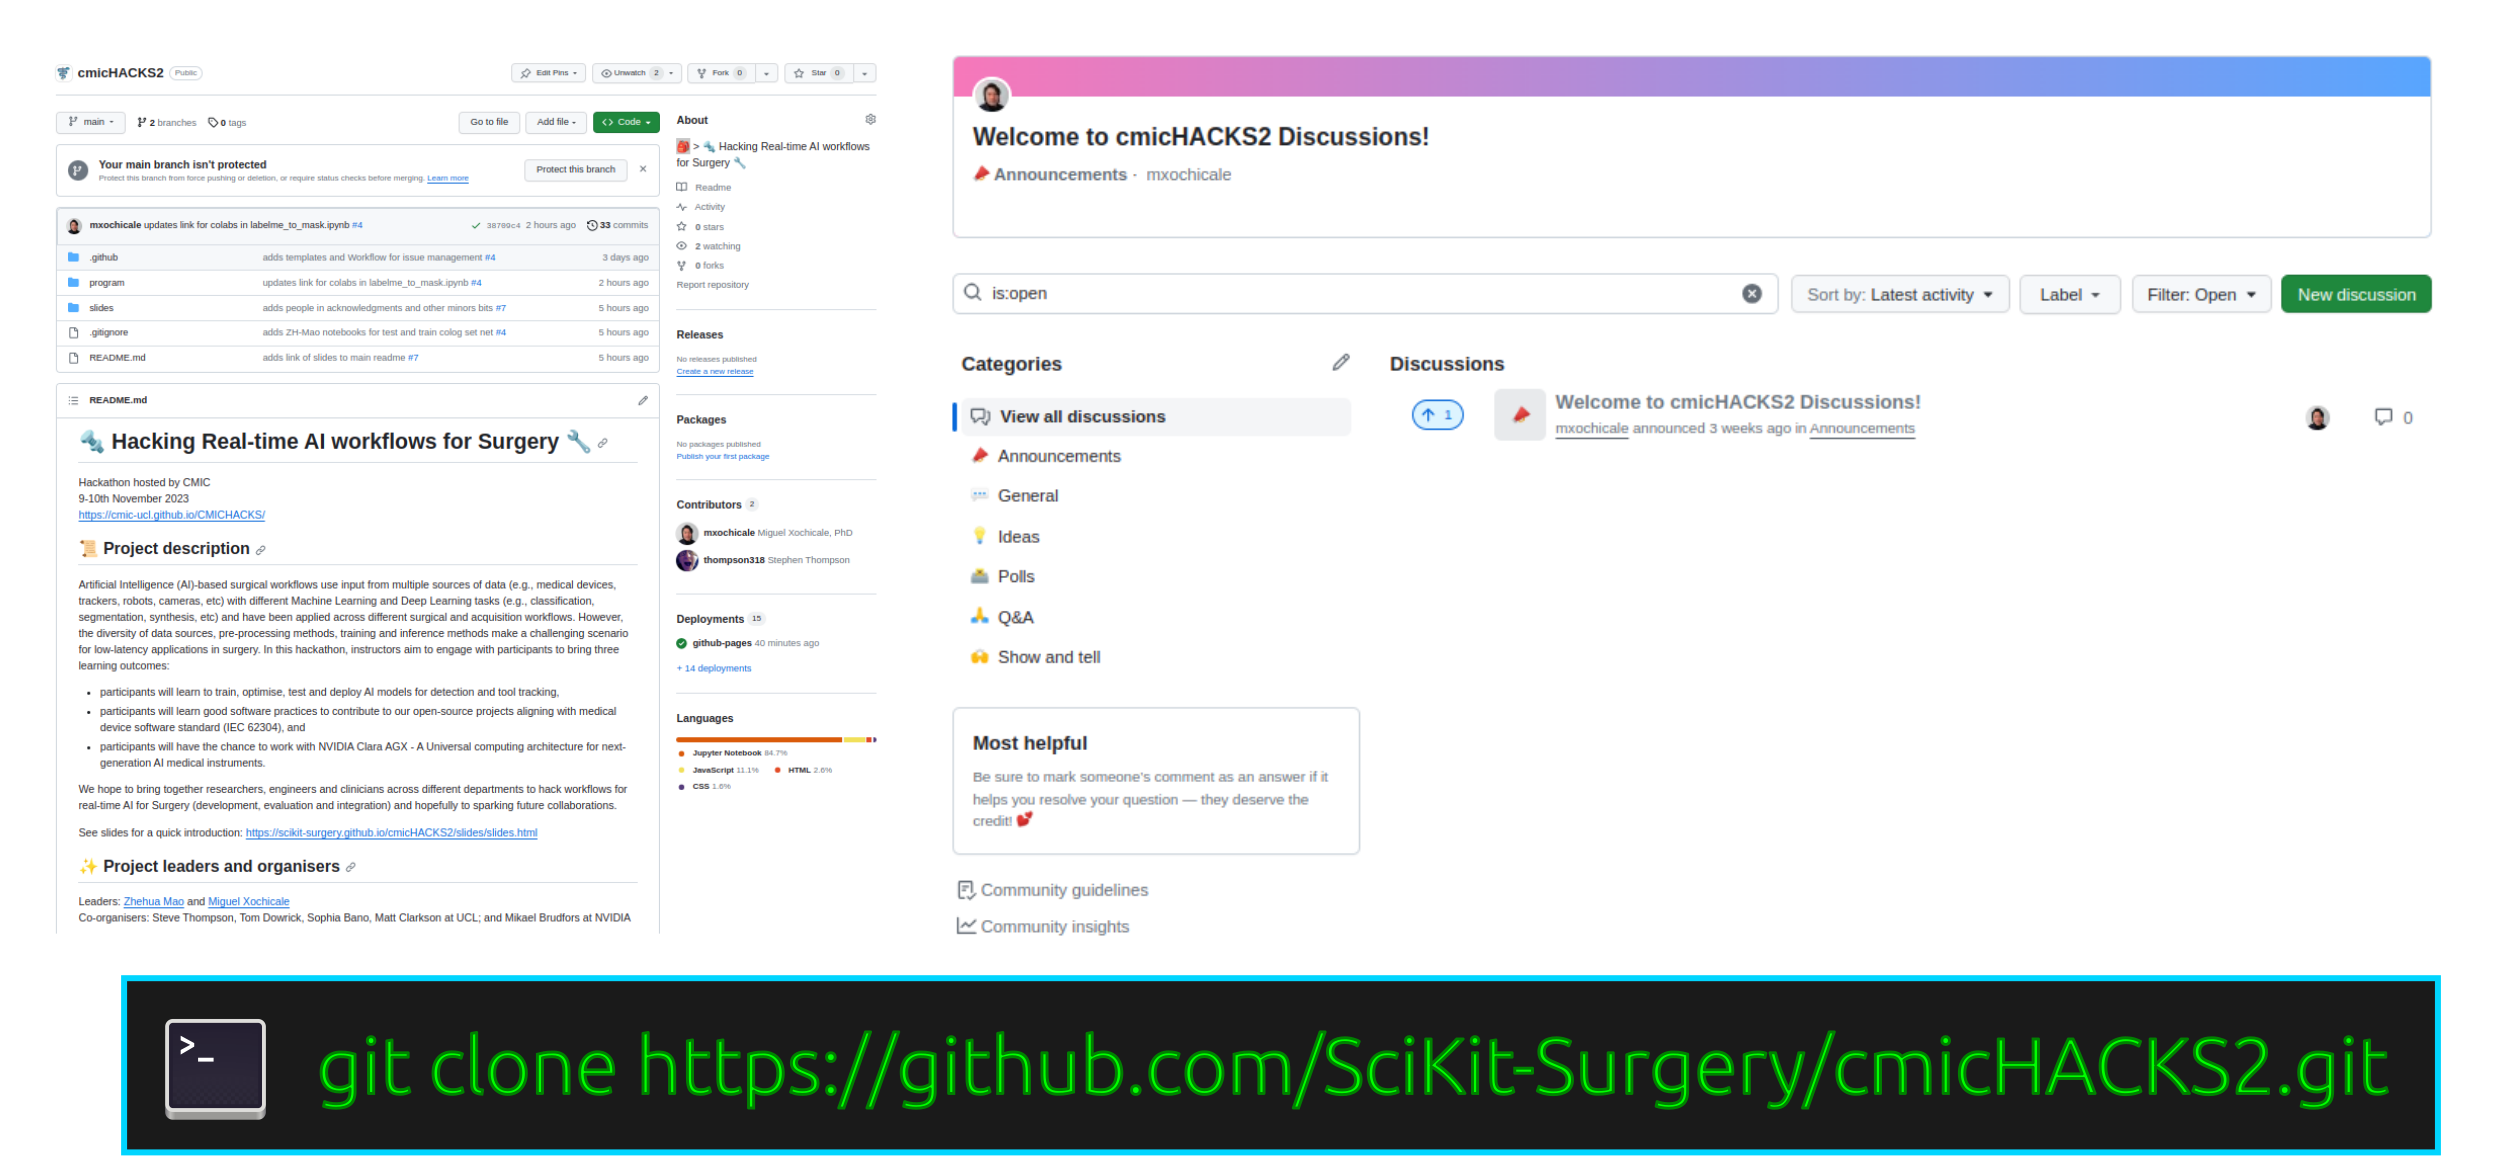 cmicHACKS2 Public
Edit Pins Unwatch 2 Fork 0 Star 0
main 2 branches 0 tags Go to file Add file Code
Your main branch isn't protected
Protect this branch from force pushing or deletion, or require status checks before merging. Learn more
Protect this branch
mxochicale updates link for colabs in labelme_to_mask.ipynb #4 38709c4 2 hours ago 33 commits
.github adds templates and Workflow for issue management #4 3 days ago
program updates link for colabs in labelme_to_mask.ipynb #4 2 hours ago
slides adds people in acknowledgments and other minors bits #7 5 hours ago
.gitignore adds ZH-Mao notebooks for test and train colog set net #4 5 hours ago
README.md adds link of slides to main readme #7 5 hours ago
README.md
Hacking Real-time AI workflows for Surgery
Hackathon hosted by CMIC
9-10th November 2023
https://cmic-ucl.github.io/CMICHACKS/
Project description
Artificial Intelligence (AI)-based surgical workflows use input from multiple sources of data (e.g., medical devices,
trackers, robots, cameras, etc) with different Machine Learning and Deep Learning tasks (e.g., classification,
segmentation, synthesis, etc) and have been applied across different surgical and acquisition workflows. However,
the diversity of data sources, pre-processing methods, training and inference methods make a challenging scenario
for low-latency applications in surgery. In this hackathon, instructors aim to engage with participants to bring three
learning outcomes:
• participants will learn to train, optimise, test and deploy AI models for detection and tool tracking,
• participants will learn good software practices to contribute to our open-source projects aligning with medical
device software standard (IEC 62304), and
• participants will have the chance to work with NVIDIA Clara AGX - A Universal computing architecture for next-
generation AI medical instruments.
We hope to bring together researchers, engineers and clinicians across different departments to hack workflows for
real-time AI for Surgery (development, evaluation and integration) and hopefully to sparking future collaborations.
See slides for a quick introduction: https://scikit-surgery.github.io/cmicHACKS2/slides/slides.html
Project leaders and organisers
Leaders: Zhehua Mao and Miguel Xochicale
Co-organisers: Steve Thompson, Tom Dowrick, Sophia Bano, Matt Clarkson at UCL; and Mikael Brudfors at NVIDIA
About
> Hacking Real-time AI workflows
for Surgery
Readme
Activity
0 stars
2 watching
0 forks
Report repository
Releases
No releases published
Create a new release
Packages
No packages published
Publish your first package
Contributors 2
mxochicale Miguel Xochicale, PhD
thompson318 Stephen Thompson
Deployments 15
github-pages 40 minutes ago
+ 14 deployments
Languages
Jupyter Notebook 84.7%
JavaScript 11.1% HTML 2.6%
CSS 1.6%
Welcome to cmicHACKS2 Discussions!
Announcements · mxochicale
is:open
Sort by: Latest activity Label Filter: Open New discussion
Categories
View all discussions
Announcements
General
Ideas
Polls
Q&A
Show and tell
Discussions
1 Welcome to cmicHACKS2 Discussions! 0
mxochicale announced 3 weeks ago in Announcements
Most helpful
Be sure to mark someone's comment as an answer if it
helps you resolve your question — they deserve the
credit!
Community guidelines
Community insights
>_ git clone https://github.com/SciKit-Surgery/cmicHACKS2.git